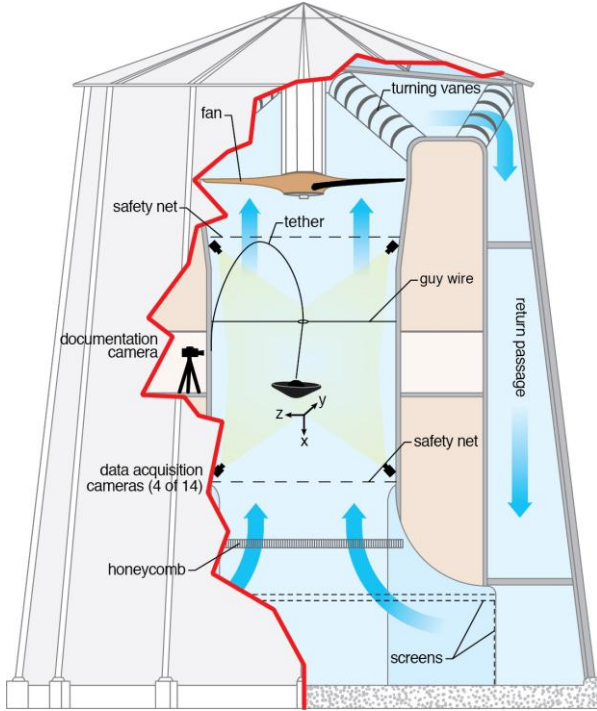 turning vanes
fan
safety net
tether
guy wire
return passage
documentation
camera
y
z
x
data acquisition
cameras (4 of 14)
safety net
honeycomb
screens